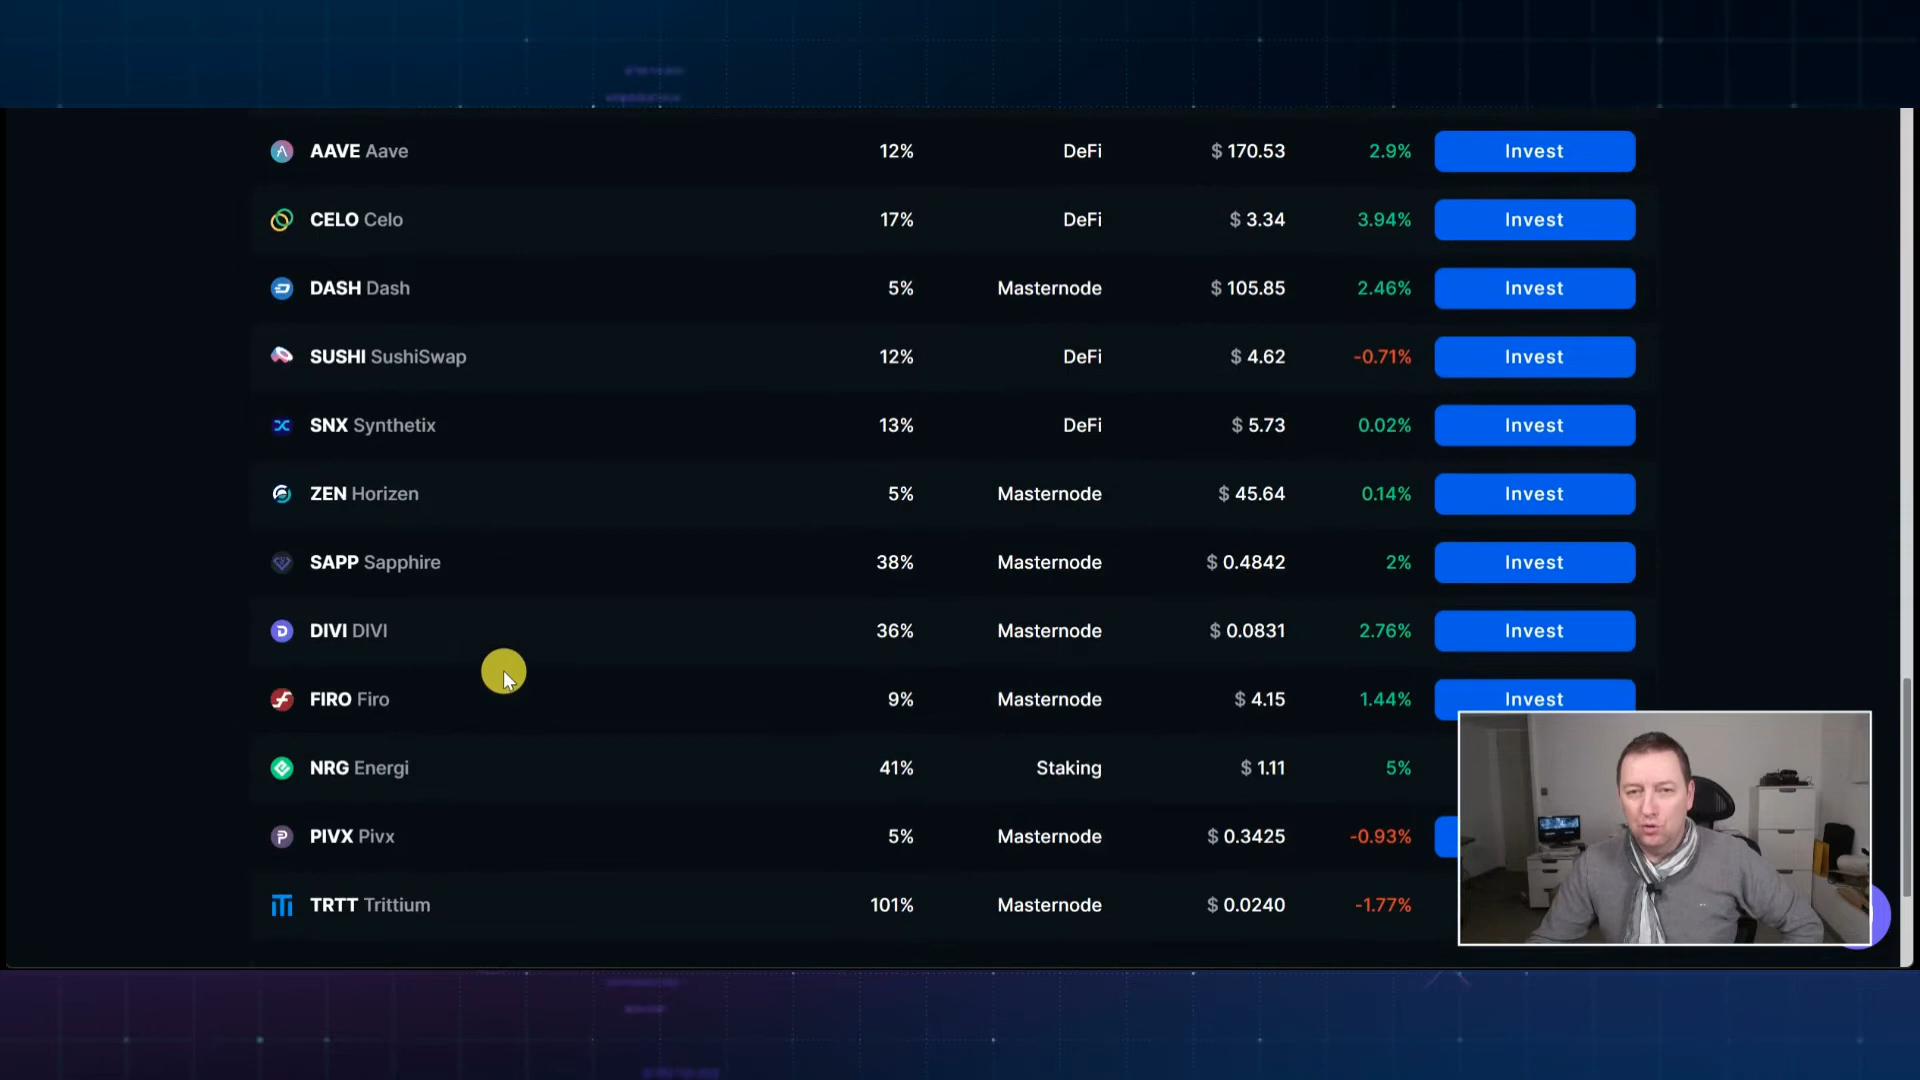 AAVE Aave 12% DeFi $ 170.53 2.9% Invest
CELO Celo 17% DeFi $ 3.34 3.94% Invest
DASH Dash 5% Masternode $ 105.85 2.46% Invest
SUSHI SushiSwap 12% DeFi $ 4.62 -0.71% Invest
SNX Synthetix 13% DeFi $ 5.73 0.02% Invest
ZEN Horizen 5% Masternode $ 45.64 0.14% Invest
SAPP Sapphire 38% Masternode $ 0.4842 2% Invest
DIVI DIVI 36% Masternode $ 0.0831 2.76% Invest
FIRO Firo 9% Masternode $ 4.15 1.44% Invest
NRG Energi 41% Staking $ 1.11 5%
PIVX Pivx 5% Masternode $ 0.3425 -0.93%
TRTT Trittium 101% Masternode $ 0.0240 -1.77%